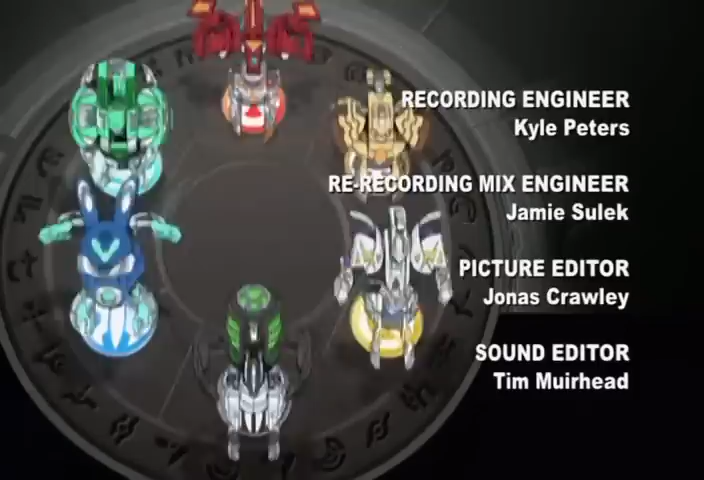 RECORDING ENGINEER
Kyle Peters
RE-RECORDING MIX ENGINEER
Jamie Sulek
PICTURE EDITOR
Jonas Crawley
SOUND EDITOR
Tim Muirhead